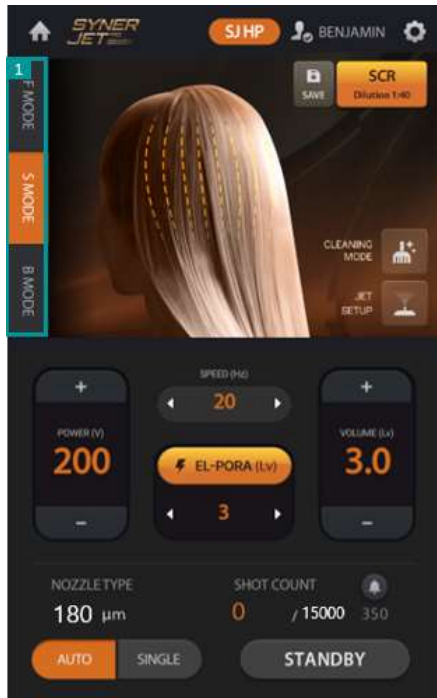 SYNER JET
SJ HP
BENJAMIN
1
F MODE
S MODE
B MODE
SAVE
SCR
Dilution 1:40
CLEANING
MODE
JET
SETUP
SPEED (Hz)
20
POWER (V)
200
EL-PORA (Lv)
3
VOLUME (Lv)
3.0
NOZZLE TYPE
180 μm
SHOT COUNT
0 / 15000 350
AUTO
SINGLE
STANDBY